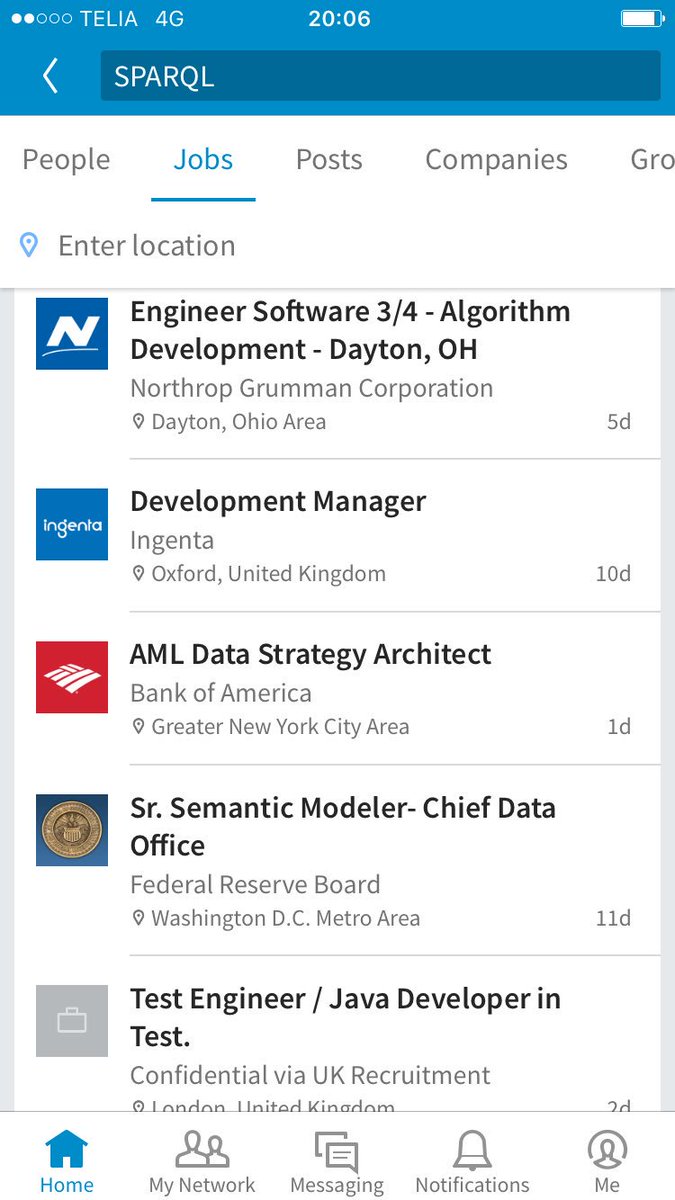 TELIA 4G 20:06
SPARQL
People Jobs Posts Companies Gro
Enter location
Engineer Software 3/4 - Algorithm
Development - Dayton, OH
Northrop Grumman Corporation
Dayton, Ohio Area 5d
ingenta
Development Manager
Ingenta
Oxford, United Kingdom 10d
AML Data Strategy Architect
Bank of America
Greater New York City Area 1d
Sr. Semantic Modeler- Chief Data
Office
Federal Reserve Board
Washington D.C. Metro Area 11d
Test Engineer / Java Developer in
Test.
Confidential via UK Recruitment
London, United Kingdom 2d
Home My Network Messaging Notifications Me